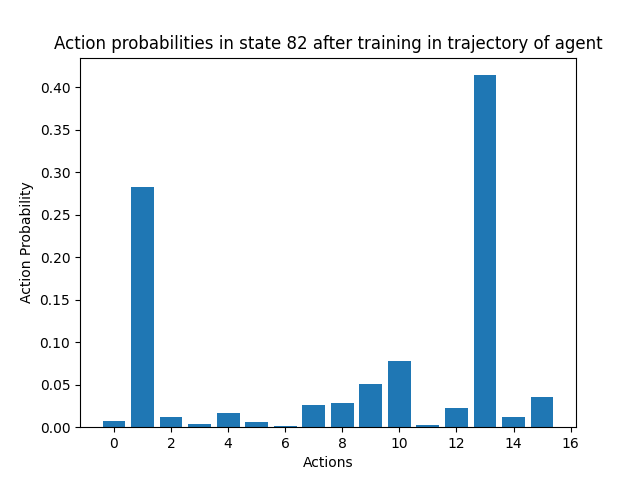 Action probabilities in state 82 after training in trajectory of agent
0.40
0.35
0.30
0.25
0.20
0.15
0.10
0.05
0.00
Action Probability
0 2 4 6 8 10 12 14 16
Actions